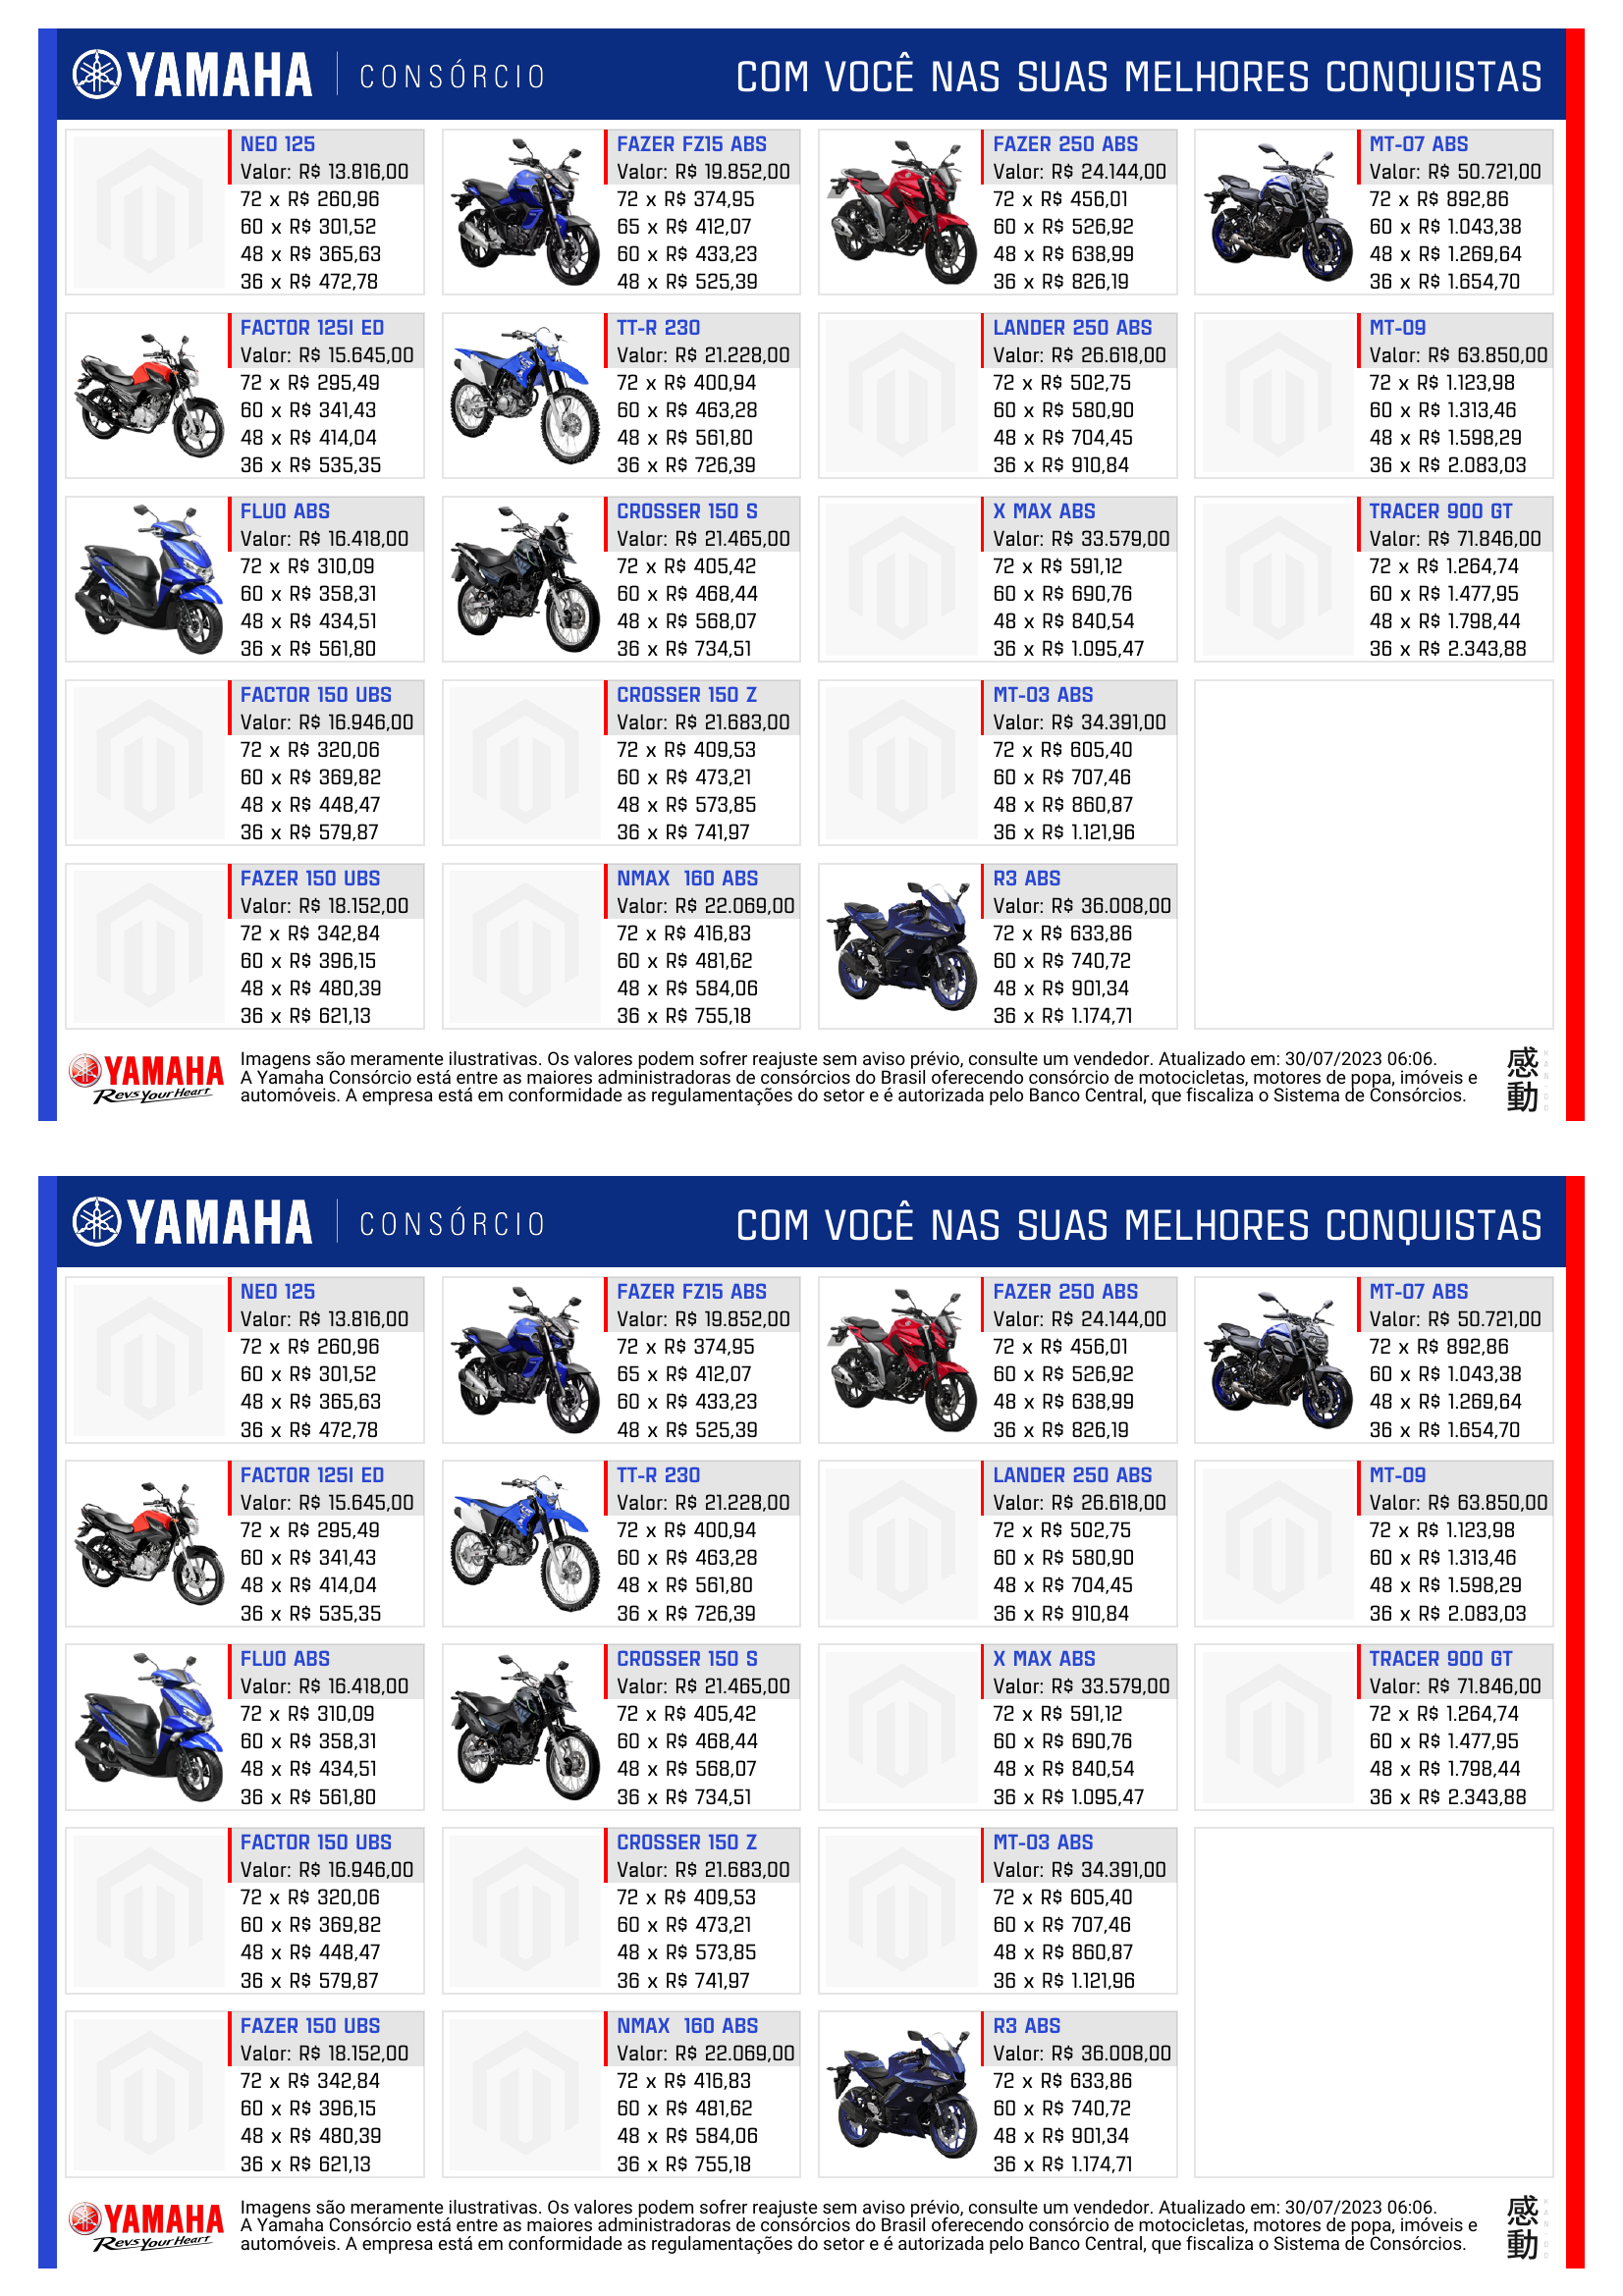 YAMAHA | CONSÓRCIO
COM VOCÊ NAS SUAS MELHORES CONQUISTAS
NEO 125
Valor: R$ 13.816,00
72 x R$ 260,96
60 x R$ 301,52
48 x R$ 365,63
36 x R$ 472,78
FAZER FZ15 ABS
Valor: R$ 19.852,00
72 x R$ 374,95
65 x R$ 412,07
60 x R$ 433,23
48 x R$ 525,39
FAZER 250 ABS
Valor: R$ 24.144,00
72 x R$ 456,01
60 x R$ 526,92
48 x R$ 638,99
36 x R$ 826,19
MT-07 ABS
Valor: R$ 50.721,00
72 x R$ 892,86
60 x R$ 1.043,38
48 x R$ 1.269,64
36 x R$ 1.654,70
FACTOR 125I ED
Valor: R$ 15.645,00
72 x R$ 295,49
60 x R$ 341,43
48 x R$ 414,04
36 x R$ 535,35
TT-R 230
Valor: R$ 21.228,00
72 x R$ 400,94
60 x R$ 463,28
48 x R$ 561,80
36 x R$ 726,39
LANDER 250 ABS
Valor: R$ 26.618,00
72 x R$ 502,75
60 x R$ 580,90
48 x R$ 704,45
36 x R$ 910,84
MT-09
Valor: R$ 63.850,00
72 x R$ 1.123,98
60 x R$ 1.313,46
48 x R$ 1.598,29
36 x R$ 2.083,03
FLUO ABS
Valor: R$ 16.418,00
72 x R$ 310,09
60 x R$ 358,31
48 x R$ 434,51
36 x R$ 561,80
CROSSER 150 S
Valor: R$ 21.465,00
72 x R$ 405,42
60 x R$ 468,44
48 x R$ 568,07
36 x R$ 734,51
X MAX ABS
Valor: R$ 33.579,00
72 x R$ 591,12
60 x R$ 690,76
48 x R$ 840,54
36 x R$ 1.095,47
TRACER 900 GT
Valor: R$ 71.846,00
72 x R$ 1.264,74
60 x R$ 1.477,95
48 x R$ 1.798,44
36 x R$ 2.343,88
FACTOR 150 UBS
Valor: R$ 16.946,00
72 x R$ 320,06
60 x R$ 369,82
48 x R$ 448,47
36 x R$ 579,87
CROSSER 150 Z
Valor: R$ 21.683,00
72 x R$ 409,53
60 x R$ 473,21
48 x R$ 573,85
36 x R$ 741,97
MT-03 ABS
Valor: R$ 34.391,00
72 x R$ 605,40
60 x R$ 707,46
48 x R$ 860,87
36 x R$ 1.121,96
FAZER 150 UBS
Valor: R$ 18.152,00
72 x R$ 342,84
60 x R$ 396,15
48 x R$ 480,39
36 x R$ 621,13
NMAX 160 ABS
Valor: R$ 22.069,00
72 x R$ 416,83
60 x R$ 481,62
48 x R$ 584,06
36 x R$ 755,18
R3 ABS
Valor: R$ 36.008,00
72 x R$ 633,86
60 x R$ 740,72
48 x R$ 901,34
36 x R$ 1.174,71
YAMAHA
Revs Your Heart
Imagens são meramente ilustrativas. Os valores podem sofrer reajuste sem aviso prévio, consulte um vendedor. Atualizado em: 30/07/2023 06:06.
A Yamaha Consórcio está entre as maiores administradoras de consórcios do Brasil oferecendo consórcio de motocicletas, motores de popa, imóveis e
automóveis. A empresa está em conformidade as regulamentações do setor e é autorizada pelo Banco Central, que fiscaliza o Sistema de Consórcios.
感動
YAMAHA | CONSÓRCIO
COM VOCÊ NAS SUAS MELHORES CONQUISTAS
NEO 125
Valor: R$ 13.816,00
72 x R$ 260,96
60 x R$ 301,52
48 x R$ 365,63
36 x R$ 472,78
FAZER FZ15 ABS
Valor: R$ 19.852,00
72 x R$ 374,95
65 x R$ 412,07
60 x R$ 433,23
48 x R$ 525,39
FAZER 250 ABS
Valor: R$ 24.144,00
72 x R$ 456,01
60 x R$ 526,92
48 x R$ 638,99
36 x R$ 826,19
MT-07 ABS
Valor: R$ 50.721,00
72 x R$ 892,86
60 x R$ 1.043,38
48 x R$ 1.269,64
36 x R$ 1.654,70
FACTOR 125I ED
Valor: R$ 15.645,00
72 x R$ 295,49
60 x R$ 341,43
48 x R$ 414,04
36 x R$ 535,35
TT-R 230
Valor: R$ 21.228,00
72 x R$ 400,94
60 x R$ 463,28
48 x R$ 561,80
36 x R$ 726,39
LANDER 250 ABS
Valor: R$ 26.618,00
72 x R$ 502,75
60 x R$ 580,90
48 x R$ 704,45
36 x R$ 910,84
MT-09
Valor: R$ 63.850,00
72 x R$ 1.123,98
60 x R$ 1.313,46
48 x R$ 1.598,29
36 x R$ 2.083,03
FLUO ABS
Valor: R$ 16.418,00
72 x R$ 310,09
60 x R$ 358,31
48 x R$ 434,51
36 x R$ 561,80
CROSSER 150 S
Valor: R$ 21.465,00
72 x R$ 405,42
60 x R$ 468,44
48 x R$ 568,07
36 x R$ 734,51
X MAX ABS
Valor: R$ 33.579,00
72 x R$ 591,12
60 x R$ 690,76
48 x R$ 840,54
36 x R$ 1.095,47
TRACER 900 GT
Valor: R$ 71.846,00
72 x R$ 1.264,74
60 x R$ 1.477,95
48 x R$ 1.798,44
36 x R$ 2.343,88
FACTOR 150 UBS
Valor: R$ 16.946,00
72 x R$ 320,06
60 x R$ 369,82
48 x R$ 448,47
36 x R$ 579,87
CROSSER 150 Z
Valor: R$ 21.683,00
72 x R$ 409,53
60 x R$ 473,21
48 x R$ 573,85
36 x R$ 741,97
MT-03 ABS
Valor: R$ 34.391,00
72 x R$ 605,40
60 x R$ 707,46
48 x R$ 860,87
36 x R$ 1.121,96
FAZER 150 UBS
Valor: R$ 18.152,00
72 x R$ 342,84
60 x R$ 396,15
48 x R$ 480,39
36 x R$ 621,13
NMAX 160 ABS
Valor: R$ 22.069,00
72 x R$ 416,83
60 x R$ 481,62
48 x R$ 584,06
36 x R$ 755,18
R3 ABS
Valor: R$ 36.008,00
72 x R$ 633,86
60 x R$ 740,72
48 x R$ 901,34
36 x R$ 1.174,71
YAMAHA
Revs Your Heart
Imagens são meramente ilustrativas. Os valores podem sofrer reajuste sem aviso prévio, consulte um vendedor. Atualizado em: 30/07/2023 06:06.
A Yamaha Consórcio está entre as maiores administradoras de consórcios do Brasil oferecendo consórcio de motocicletas, motores de popa, imóveis e
automóveis. A empresa está em conformidade as regulamentações do setor e é autorizada pelo Banco Central, que fiscaliza o Sistema de Consórcios.
感動